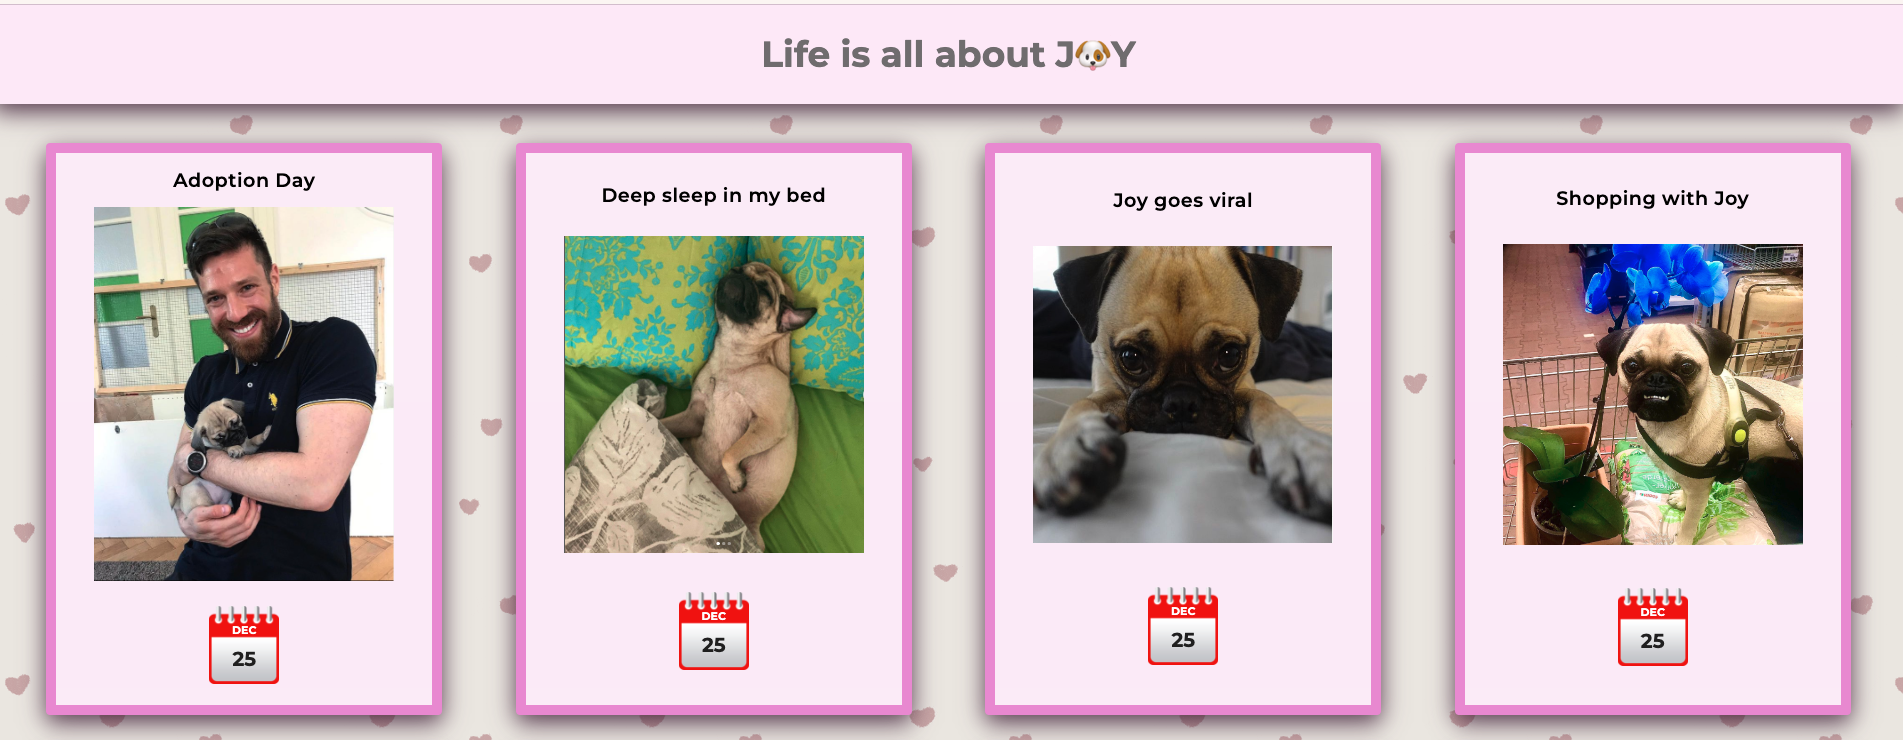 Life is all about J🐶Y
Adoption Day
Deep sleep in my bed
Joy goes viral
Shopping with Joy
DEC
25
DEC
25
DEC
25
DEC
25